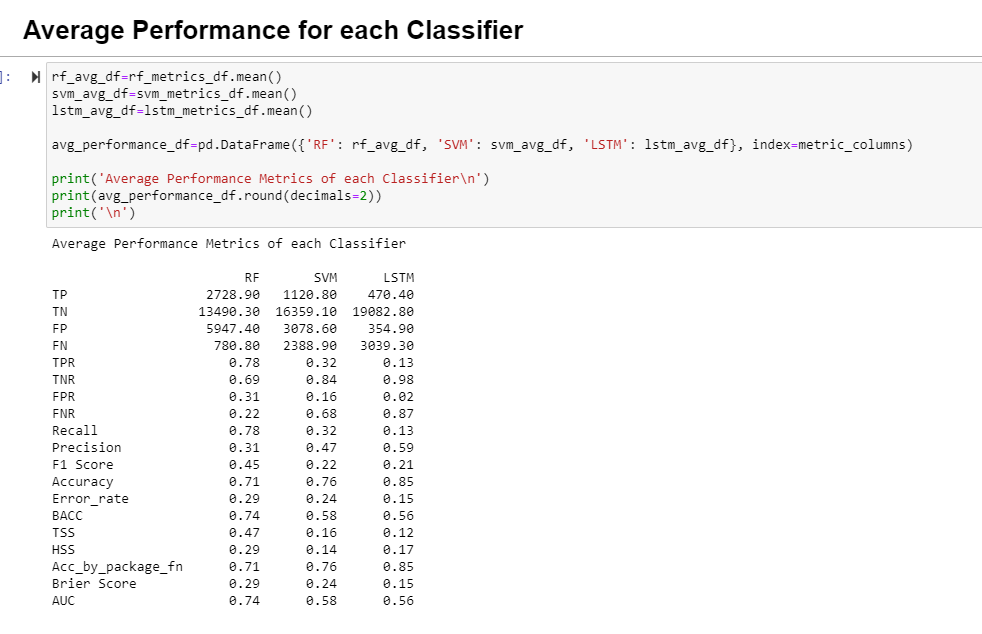 Average Performance for each Classifier
]:
rf_avg_df=rf_metrics_df.mean()
svm_avg_df=svm_metrics_df.mean()
lstm_avg_df=lstm_metrics_df.mean()
avg_performance_df=pd.DataFrame({'RF': rf_avg_df, 'SVM': svm_avg_df, 'LSTM': lstm_avg_df}, index=metric_columns)
print('Average Performance Metrics of each Classifier\n')
print(avg_performance_df.round(decimals=2))
print('\n')
Average Performance Metrics of each Classifier
RF SVM LSTM
TP 2728.90 1120.80 470.40
TN 13490.30 16359.10 19082.80
FP 5947.40 3078.60 354.90
FN 780.80 2388.90 3039.30
TPR 0.78 0.32 0.13
TNR 0.69 0.84 0.98
FPR 0.31 0.16 0.02
FNR 0.22 0.68 0.87
Recall 0.78 0.32 0.13
Precision 0.31 0.47 0.59
F1 Score 0.45 0.22 0.21
Accuracy 0.71 0.76 0.85
Error_rate 0.29 0.24 0.15
BACC 0.74 0.58 0.56
TSS 0.47 0.16 0.12
HSS 0.29 0.14 0.17
Acc_by_package_fn 0.71 0.76 0.85
Brier Score 0.29 0.24 0.15
AUC 0.74 0.58 0.56